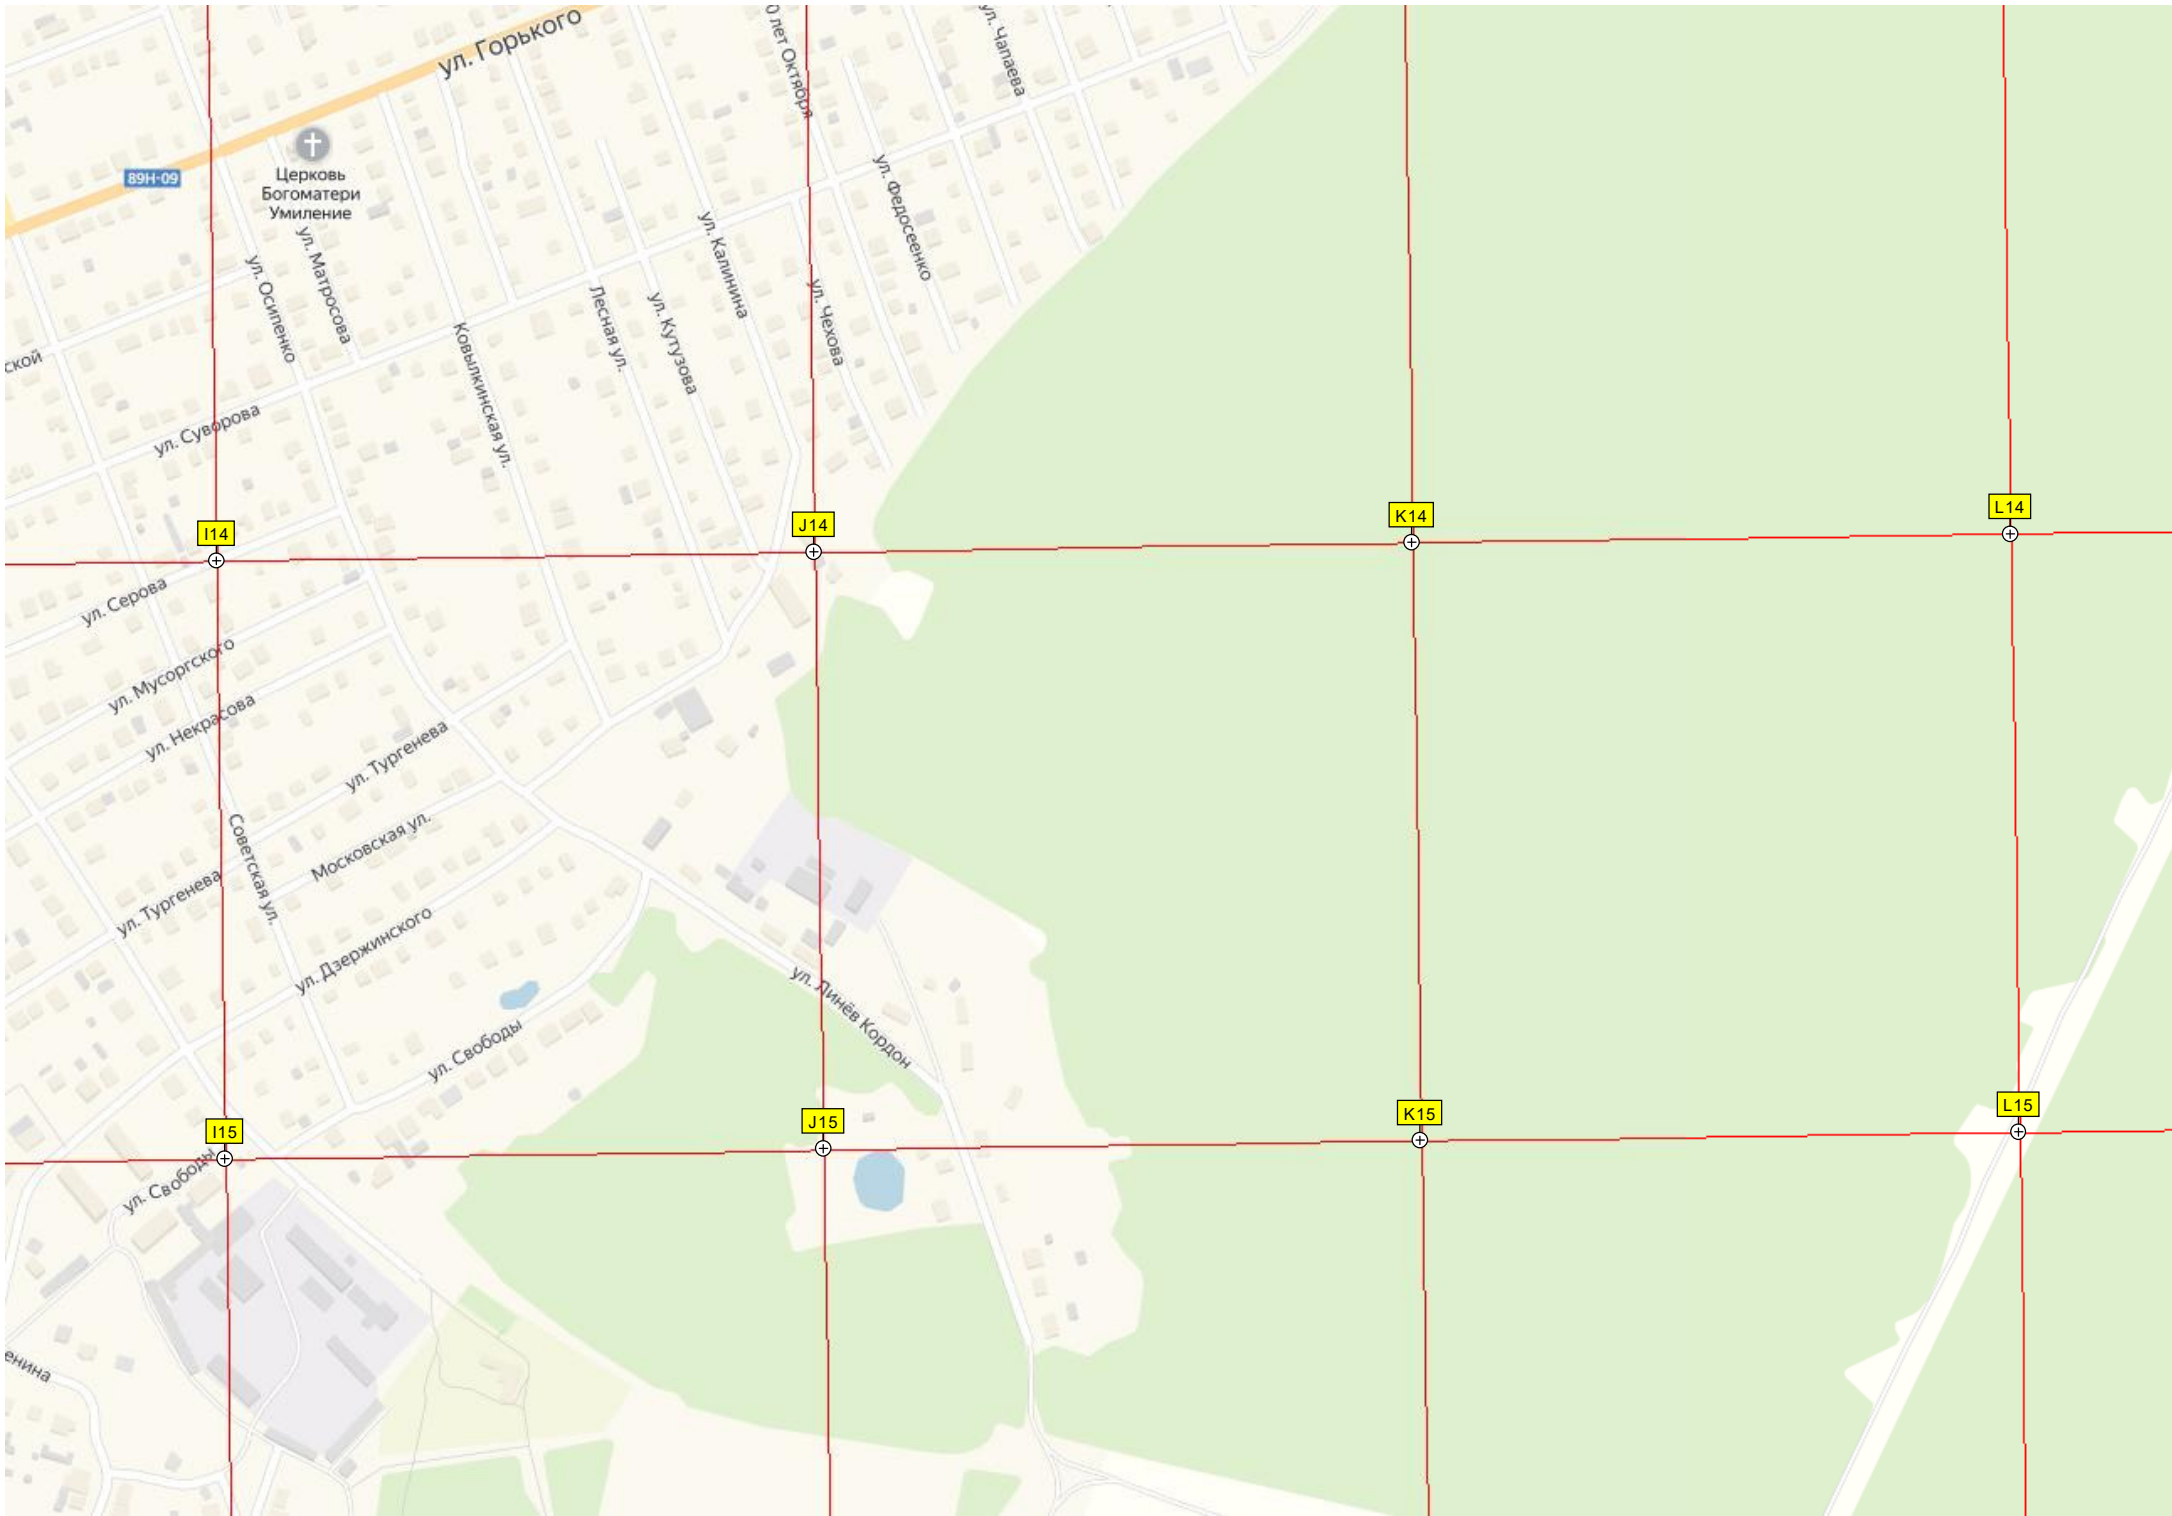 ул. Горького
0 лет Октября
ул. Чапаева
89Н-09
Церковь
Богоматери
Умиление
ул. Федосеенко
ул. Матросова
ул. Осипенко
ул. Калинина
ул. Чехова
Лесная ул.
ул. Кутузова
Ковылкинская ул.
ской
ул. Суворова
I14
J14
K14
L14
ул. Серова
ул. Мусоргского
ул. Некрасова
ул. Тургенева
Советская ул.
Московская ул.
ул. Тургенева
ул. Дзержинского
ул. Линёв Кордон
ул. Свободы
I15
J15
K15
L15
ул. Свободы
енина